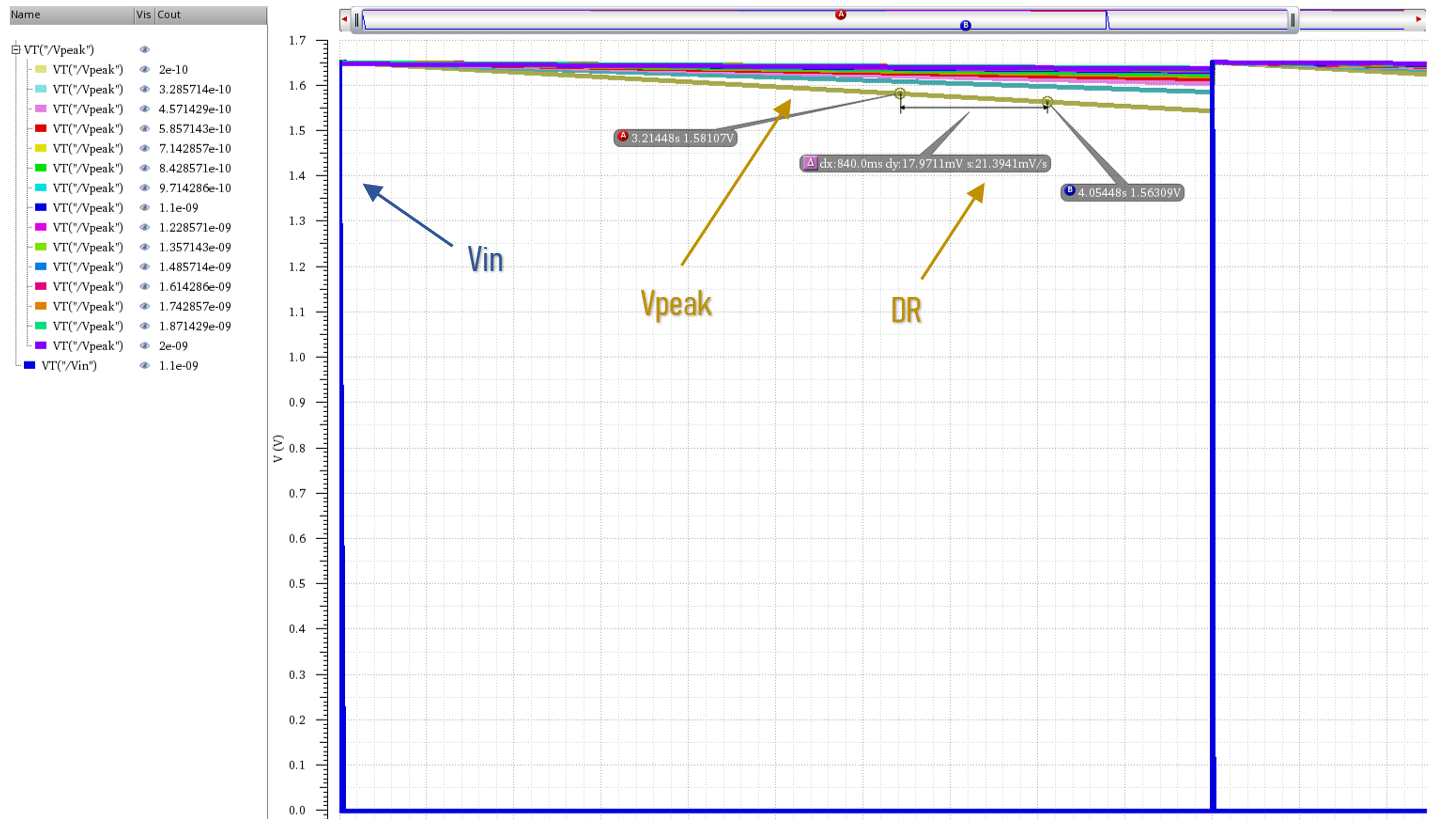 Name Vis Cout
VT("/Vpeak")
VT("/Vpeak") 2e-10
VT("/Vpeak") 3.285714e-10
VT("/Vpeak") 4.571429e-10
VT("/Vpeak") 5.857143e-10
VT("/Vpeak") 7.142857e-10
VT("/Vpeak") 8.428571e-10
VT("/Vpeak") 9.714286e-10
VT("/Vpeak") 1.1e-09
VT("/Vpeak") 1.228571e-09
VT("/Vpeak") 1.357143e-09
VT("/Vpeak") 1.485714e-09
VT("/Vpeak") 1.614286e-09
VT("/Vpeak") 1.742857e-09
VT("/Vpeak") 1.871429e-09
VT("/Vpeak") 2e-09
VT("/Vin") 1.1e-09
A
B
V (V)
1.7
1.6
1.5
1.4
1.3
1.2
1.1
1.0
0.9
0.8
0.7
0.6
0.5
0.4
0.3
0.2
0.1
0.0
A 3.21448s 1.58107V
Δ dx:840.0ms dy:17.9711mV s:21.3941mV/s
B 4.05448s 1.56309V
Vin
Vpeak
DR